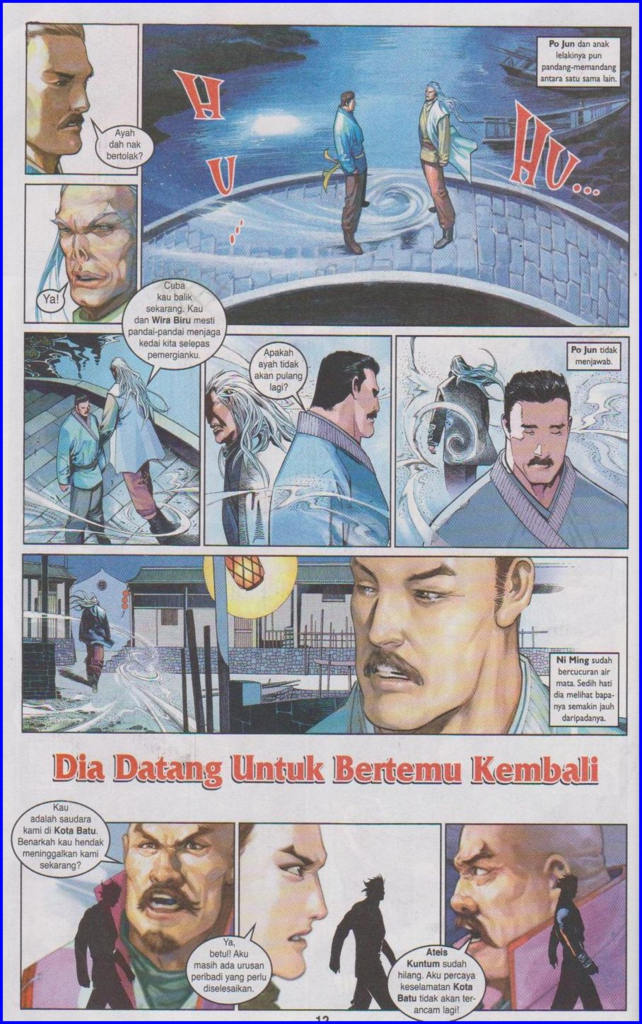 Ayah
dah nak
bertolak?
HU
HU...
Po Jun dan anak
lelakinya pun
pandang-memandang
antara satu sama lain.
Ya!
Cuba
kau balik
sekarang. Kau
dan Wira Biru mesti
pandai-pandai menjaga
kedai kita selepas
pemergianku.
Apakah
ayah tidak
akan pulang
lagi?
Po Jun tidak
menjawab.
Ni Ming sudah
bercucuran air
mata. Sedih hati
dia melihat bapa-
nya semakin jauh
daripadanya.
Dia Datang Untuk Bertemu Kembali
Kau
adalah saudara
kami di Kota Batu.
Benarkah kau hendak
meninggalkan kami
sekarang?
Ya,
betul! Aku
masih ada urusan
peribadi yang perlu
diselesaikan.
Ateis
Kuntum sudah
hilang. Aku percaya
keselamatan Kota
Batu tidak akan ter-
ancam lagi!
12